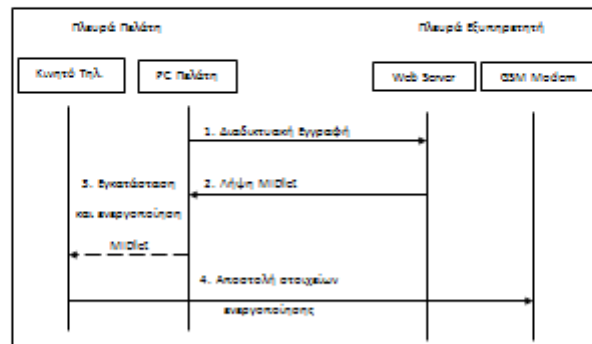 Πλευρά Πελάτη
Πλευρά Εξυπηρετητή
Κινητό Τηλ.
PC Πελάτη
Web Server
GSM Modem
1. Διαδικτυακή Εγγραφή
2. Λήψη MIDlet
3. Εγκατάσταση
και ενεργοποίηση
MIDlet
4. Αποστολή στοιχείων
ενεργοποίησης